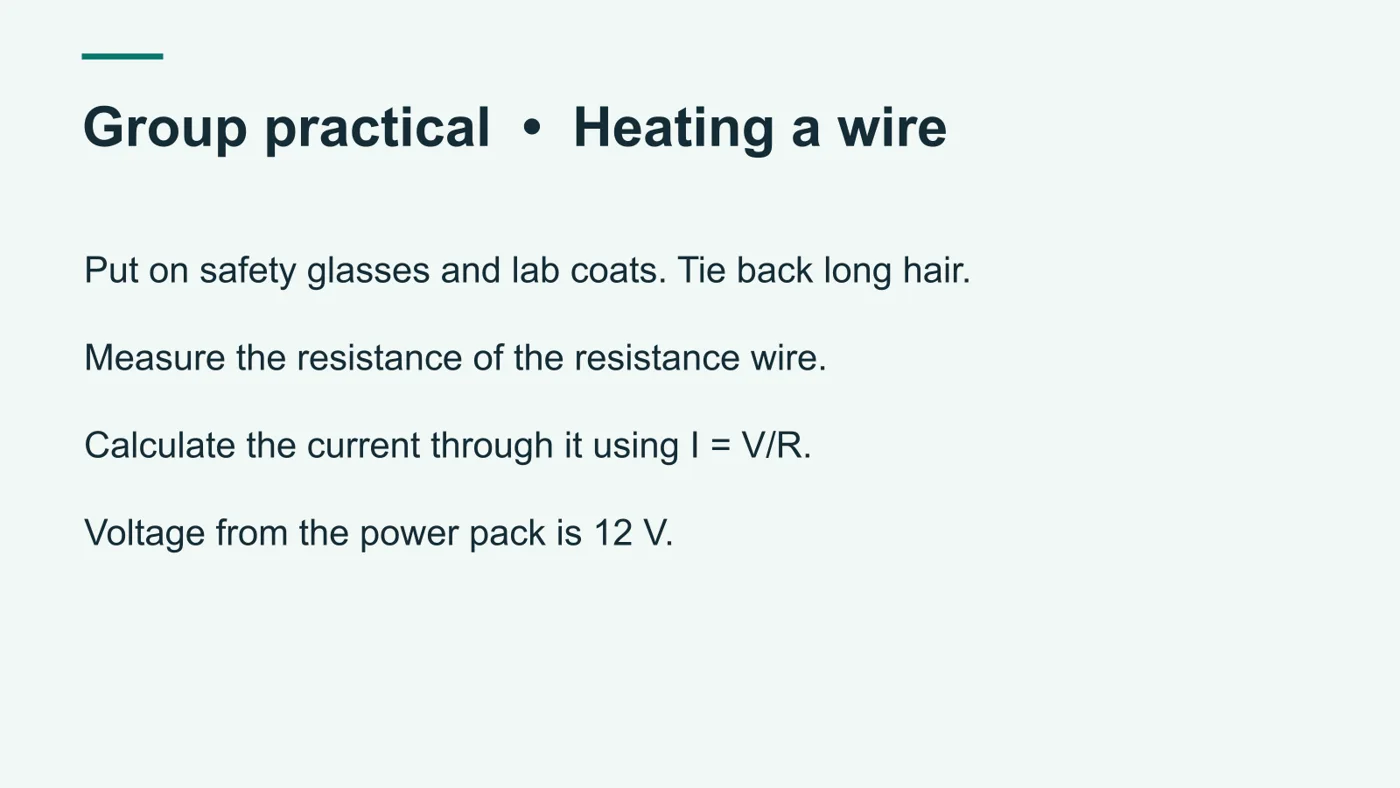 Group practical • Heating a wire
Put on safety glasses and lab coats. Tie back long hair.
Measure the resistance of the resistance wire.
Calculate the current through it using I = V/R.
Voltage from the power pack is 12 V.